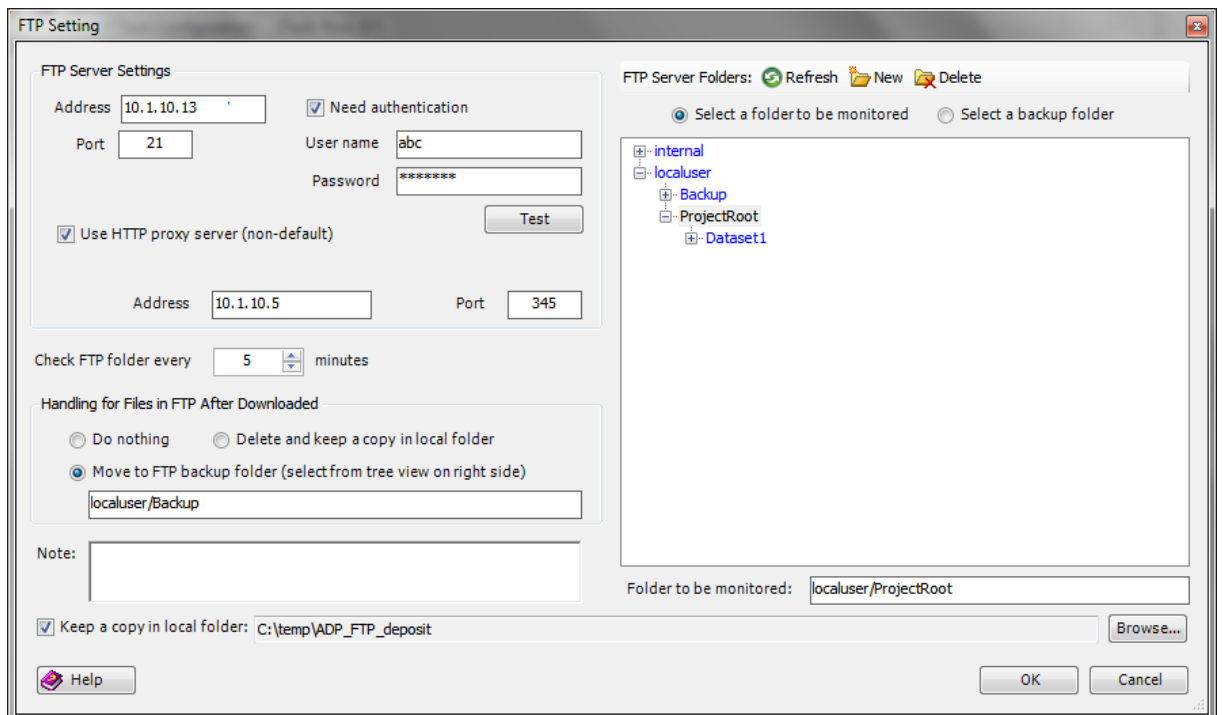 FTP Setting
FTP Server Settings
Address 10.1.10.13 '
Need authentication
Port 21
User name abc
Password *******
Test
Use HTTP proxy server (non-default)
Address 10.1.10.5 Port 345
Check FTP folder every 5 minutes
Handling for Files in FTP After Downloaded
Do nothing Delete and keep a copy in local folder
Move to FTP backup folder (select from tree view on right side)
localuser/Backup
Note:
Keep a copy in local folder: C:\temp\ADP_FTP_deposit
Help
FTP Server Folders: Refresh New Delete
Select a folder to be monitored Select a backup folder
internal
localuser
Backup
ProjectRoot
Dataset1
Folder to be monitored: localuser/ProjectRoot
Browse...
OK Cancel